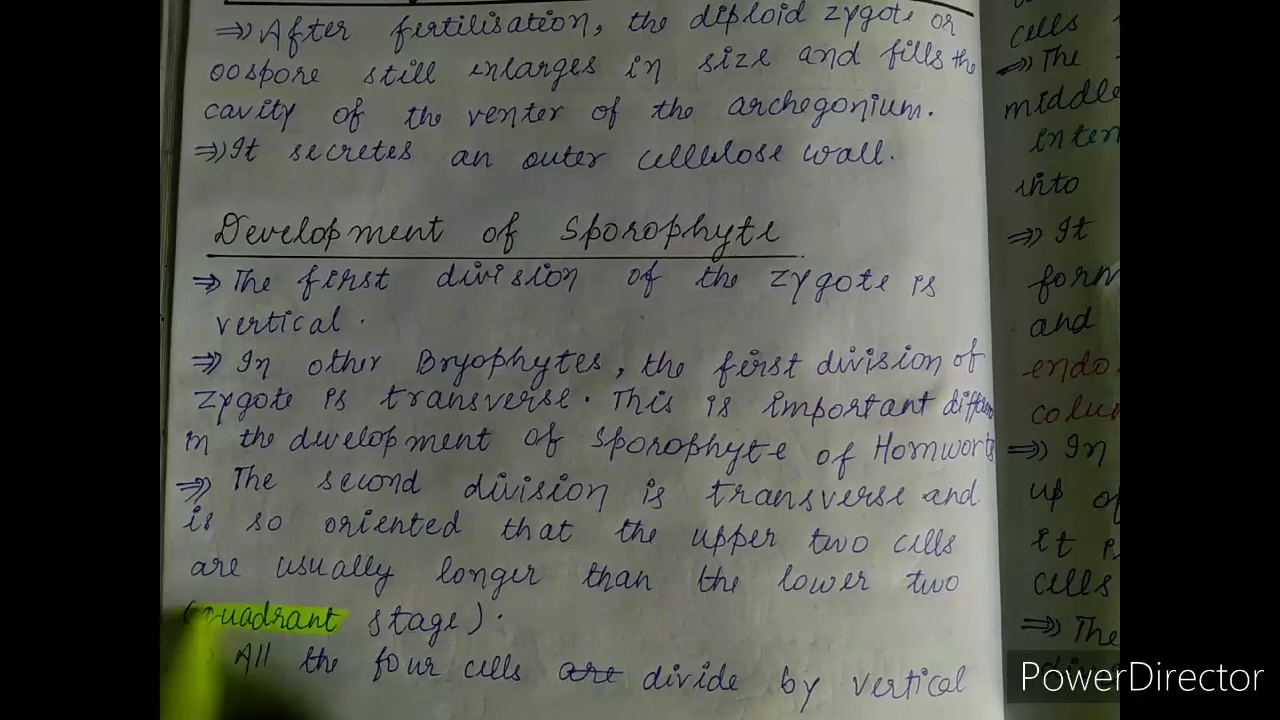 ⇒ After fertilisation, the diploid zygote or
oospore still enlarges in size and fills the
cavity of the venter of the archegonium.
⇒ It secretes an outer cellulose wall.
Development of Sporophyte
⇒ The first division of the zygote is
vertical.
⇒ In other Bryophytes, the first division of
zygote is transverse. This is important
in the development of sporophyte of Hornworts
⇒ The second division is transverse and
is so oriented that the upper two cells
are usually longer than the lower two
(quadrant stage).
All the four cells are divide by vertical
cells
⇒ The
middle
into
⇒ It
and
⇒ In
up of
cells
⇒ The
PowerDirector